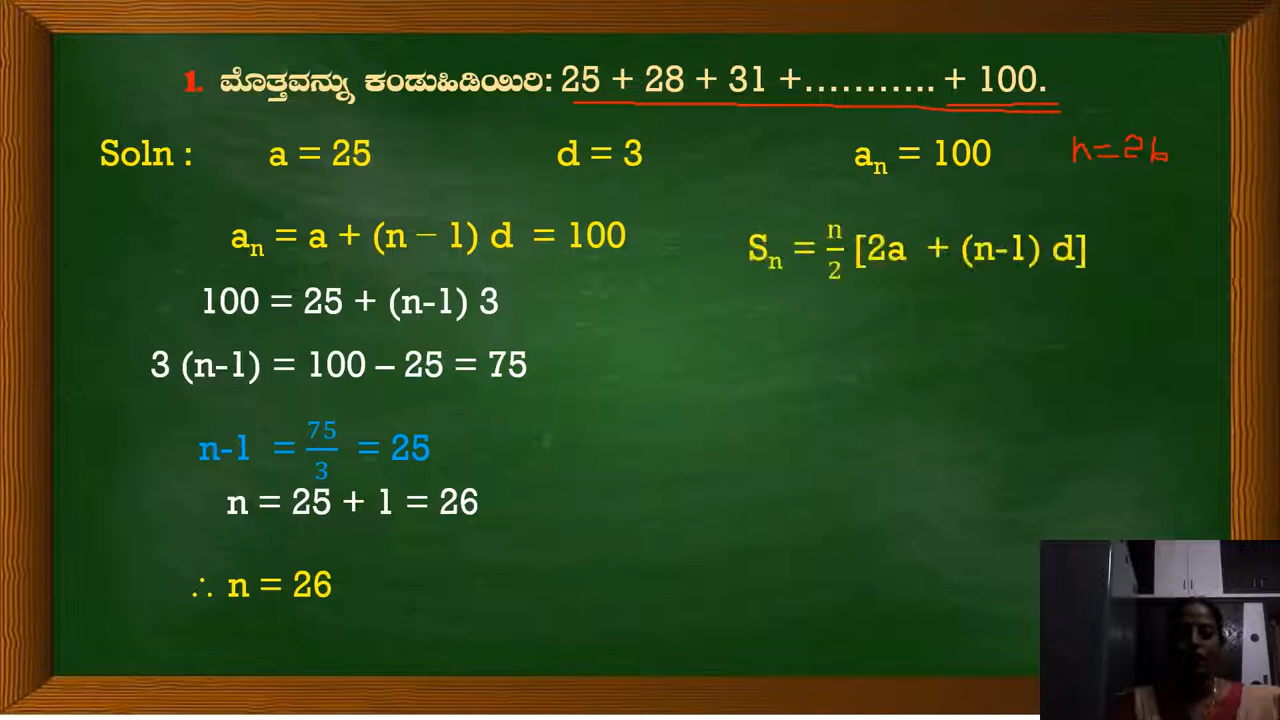 1. ಮೊತ್ತವನ್ನು ಕಂಡುಹಿಡಿಯಿರಿ: 25 + 28 + 31 +………... + 100.
Soln : a = 25 d = 3 aₙ = 100 n=26
aₙ = a + (n – 1) d = 100
Sₙ = n/2 [2a + (n-1) d]
100 = 25 + (n-1) 3
3 (n-1) = 100 – 25 = 75
n-1 = 75/3 = 25
n = 25 + 1 = 26
∴ n = 26